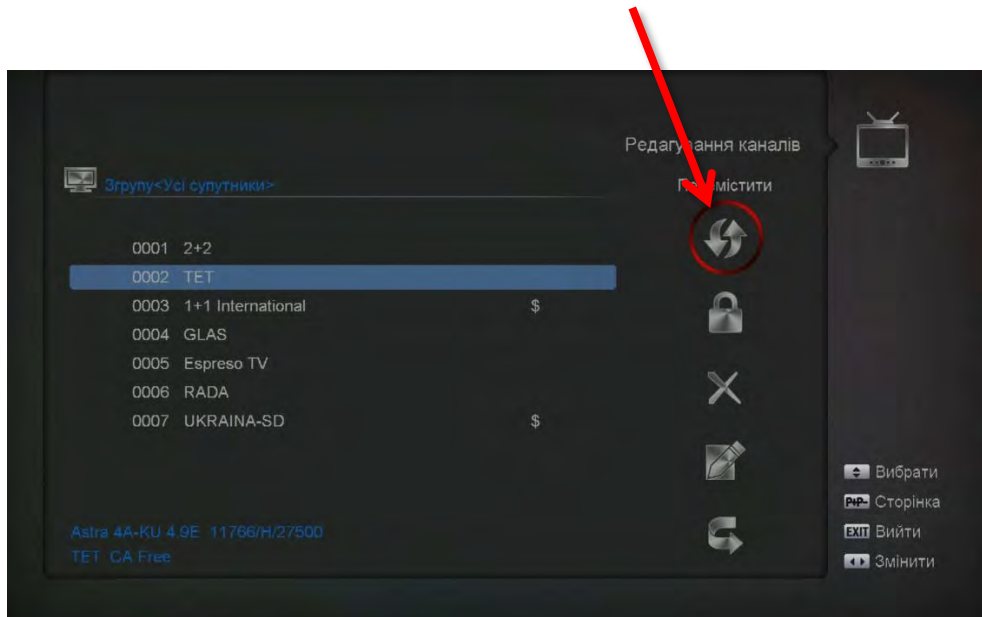 Редагування каналів
Згрупу<Усі супутники>
Перемістити
0001 2+2
0002 ТЕТ
0003 1+1 International $
0004 GLAS
0005 Espreso TV
0006 RADA
0007 UKRAINA-SD $
Вибрати
P+P- Сторінка
EXIT Вийти
Змінити
Astra 4A-KU 4.9E 11766/H/27500
TET CA Free